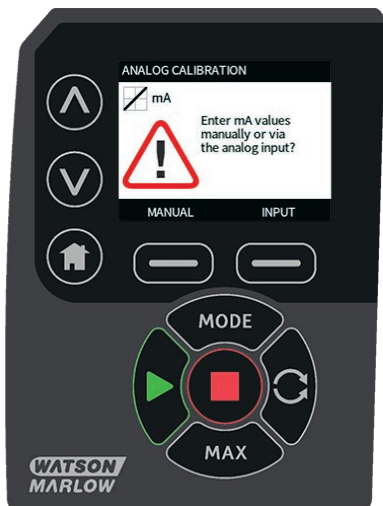 ANALOG CALIBRATION
mA
Enter mA values
manually or via
the analog input?
MANUAL INPUT
MODE
MAX
WATSON
MARLOW